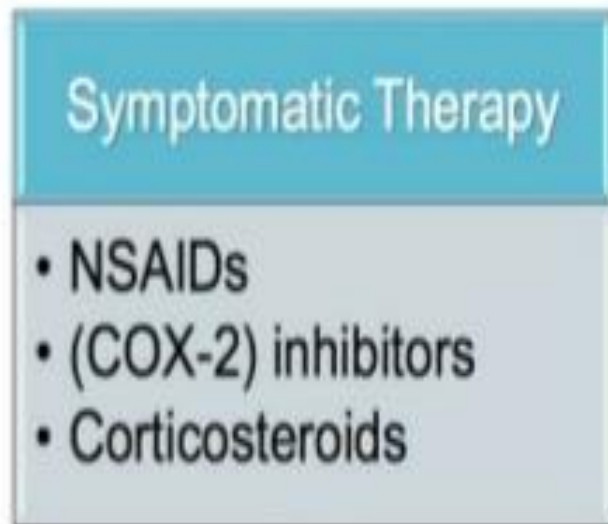 Symptomatic Therapy
• NSAIDs
• (COX-2) inhibitors
• Corticosteroids